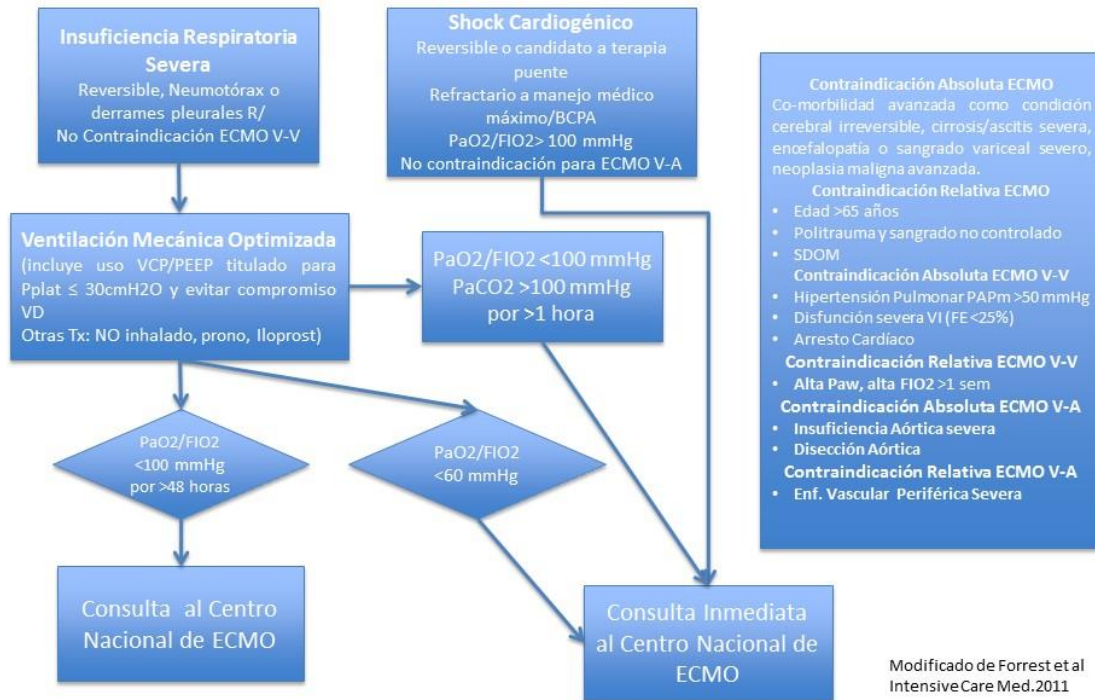 Insuficiencia Respiratoria
Severa
Reversible, Neumotórax o
derrames pleurales R/
No Contraindicación ECMO V-V
Shock Cardiogénico
Reversible o candidato a terapia
puente
Refractario a manejo médico
máximo/BCPA
PaO2/FIO2> 100 mmHg
No contraindicación para ECMO V-A
Ventilación Mecánica Optimizada
(incluye uso VCP/PEEP titulado para
Pplat ≤ 30cmH2O y evitar compromiso
VD
Otras Tx: NO inhalado, prono, Iloprost)
PaO2/FIO2 <100 mmHg
PaCO2 >100 mmHg
por >1 hora
PaO2/FIO2
<100 mmHg
por >48 horas
PaO2/FIO2
<60 mmHg
Consulta al Centro
Nacional de ECMO
Consulta Inmediata
al Centro Nacional de
ECMO
Contraindicación Absoluta ECMO
Co-morbilidad avanzada como condición
cerebral irreversible, cirrosis/ascitis severa,
encefalopatía o sangrado variceal severo,
neoplasia maligna avanzada.
Contraindicación Relativa ECMO
• Edad >65 años
• Politrauma y sangrado no controlado
• SDOM
Contraindicación Absoluta ECMO V-V
• Hipertensión Pulmonar PAPm >50 mmHg
• Disfunción severa VI (FE <25%)
• Arresto Cardíaco
Contraindicación Relativa ECMO V-V
• Alta Paw, alta FIO2 >1 sem
Contraindicación Absoluta ECMO V-A
• Insuficiencia Aórtica severa
• Disección Aórtica
Contraindicación Relativa ECMO V-A
• Enf. Vascular Periférica Severa
Modificado de Forrest et al
IntensiveCare Med.2011